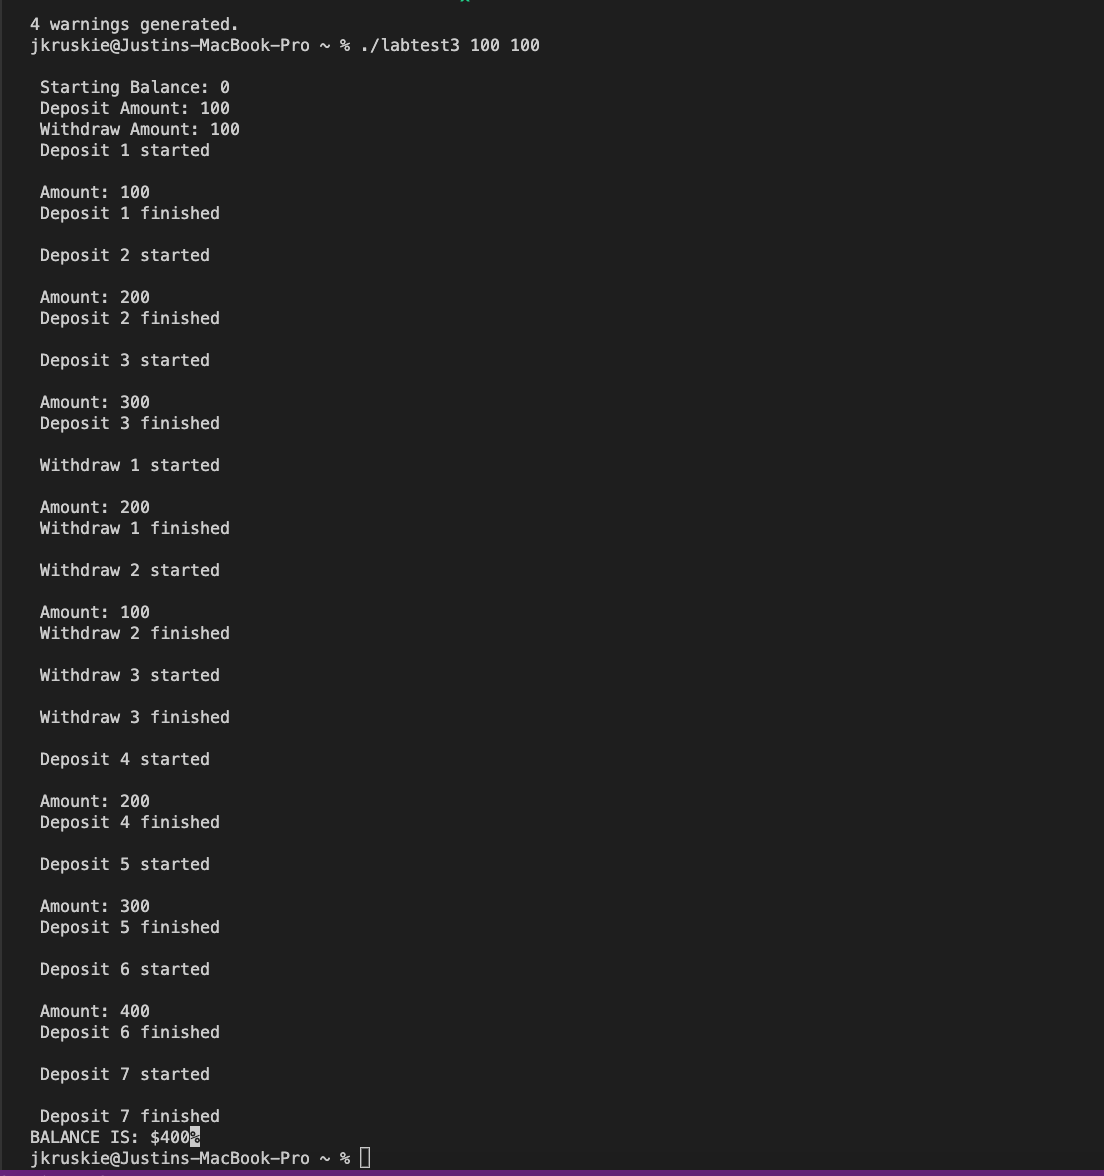 4 warnings generated.
jkruskie@Justins-MacBook-Pro ~ % ./labtest3 100 100
Starting Balance: 0
Deposit Amount: 100
Withdraw Amount: 100
Deposit 1 started
Amount: 100
Deposit 1 finished
Deposit 2 started
Amount: 200
Deposit 2 finished
Deposit 3 started
Amount: 300
Deposit 3 finished
Withdraw 1 started
Amount: 200
Withdraw 1 finished
Withdraw 2 started
Amount: 100
Withdraw 2 finished
Withdraw 3 started
Withdraw 3 finished
Deposit 4 started
Amount: 200
Deposit 4 finished
Deposit 5 started
Amount: 300
Deposit 5 finished
Deposit 6 started
Amount: 400
Deposit 6 finished
Deposit 7 started
Deposit 7 finished
BALANCE IS: $400%
jkruskie@Justins-MacBook-Pro ~ %